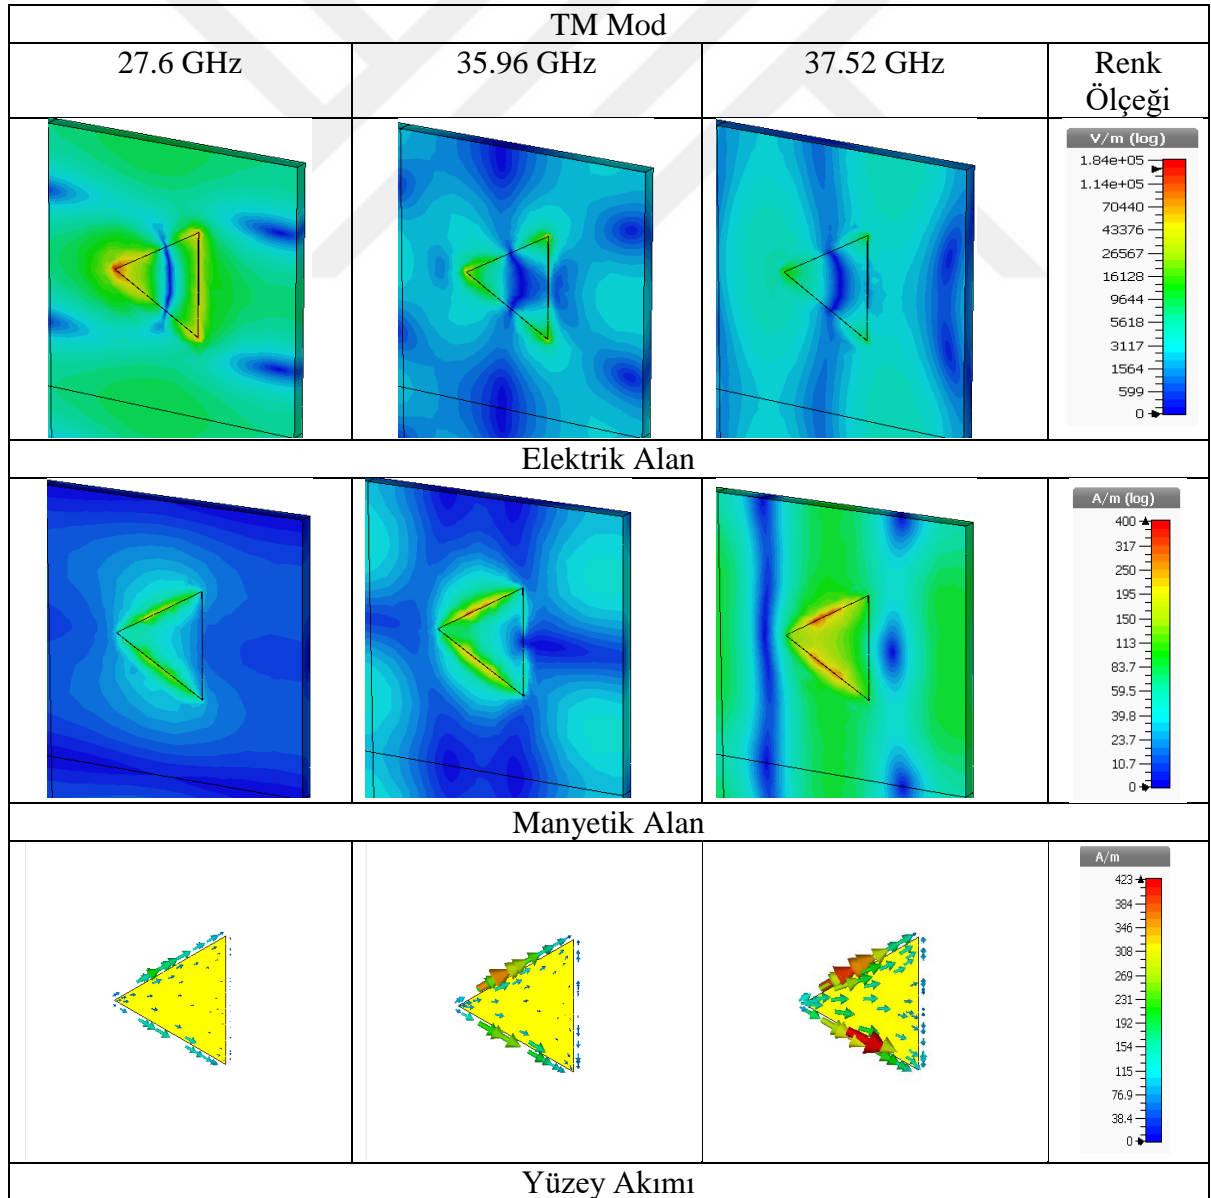 TM Mod
27.6 GHz
35.96 GHz
37.52 GHz
Renk
Ölçeği
V/m (log)
1.84e+05
1.14e+05
70440
43376
26567
16128
9644
5618
3117
1564
599
0
Elektrik Alan
A/m (log)
400
317
250
195
150
113
83.7
59.5
39.8
23.7
10.7
0
Manyetik Alan
A/m
423
384
346
308
269
231
192
154
115
76.9
38.4
0
Yüzey Akımı